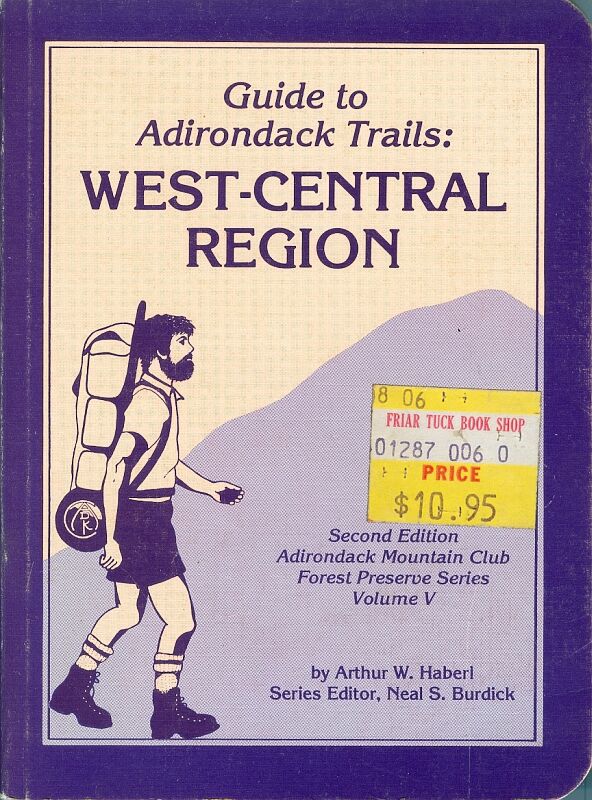 Guide to
Adirondack Trails:
WEST-CENTRAL
REGION
8 06
FRIAR TUCK BOOK SHOP
01287 006 0
PRICE
$10.95
Second Edition
Adirondack Mountain Club
Forest Preserve Series
Volume V
by Arthur W. Haberl
Series Editor, Neal S. Burdick
ADK